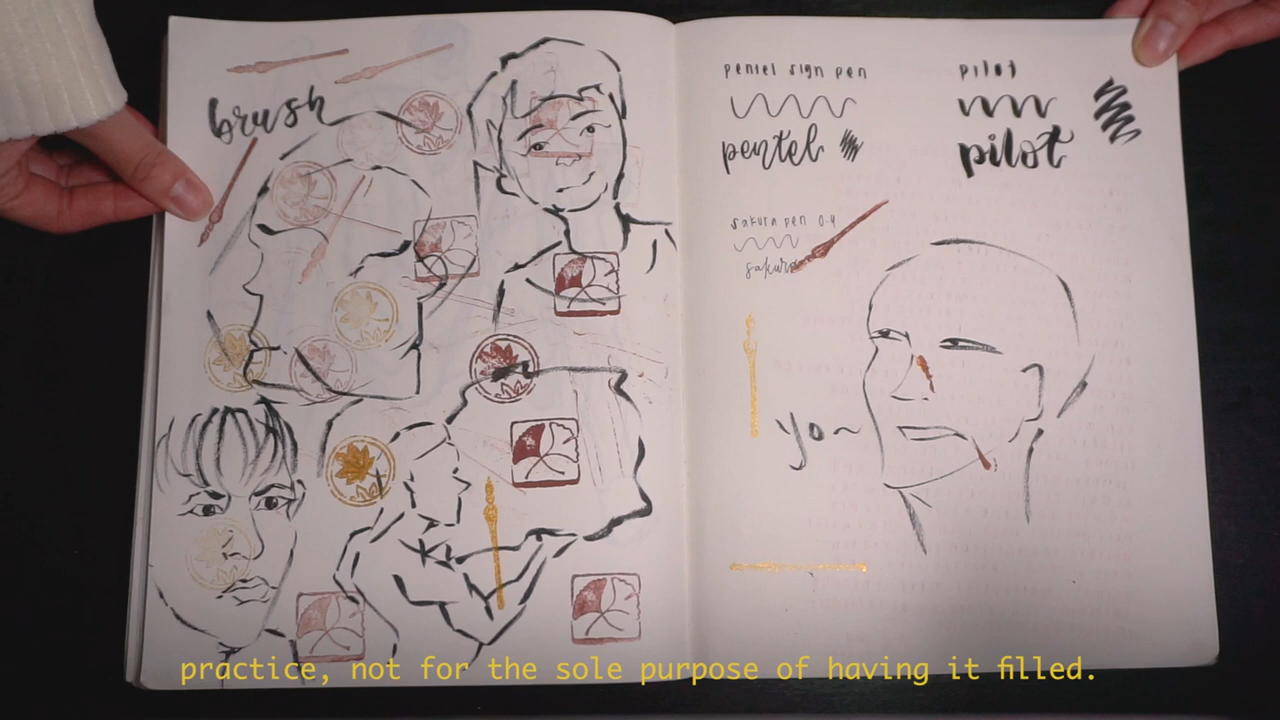 brush
pentel sign pen
pentel
pilot
pilot
sakura pen 0.4
sakura
yo~
practice, not for the sole purpose of having it filled.